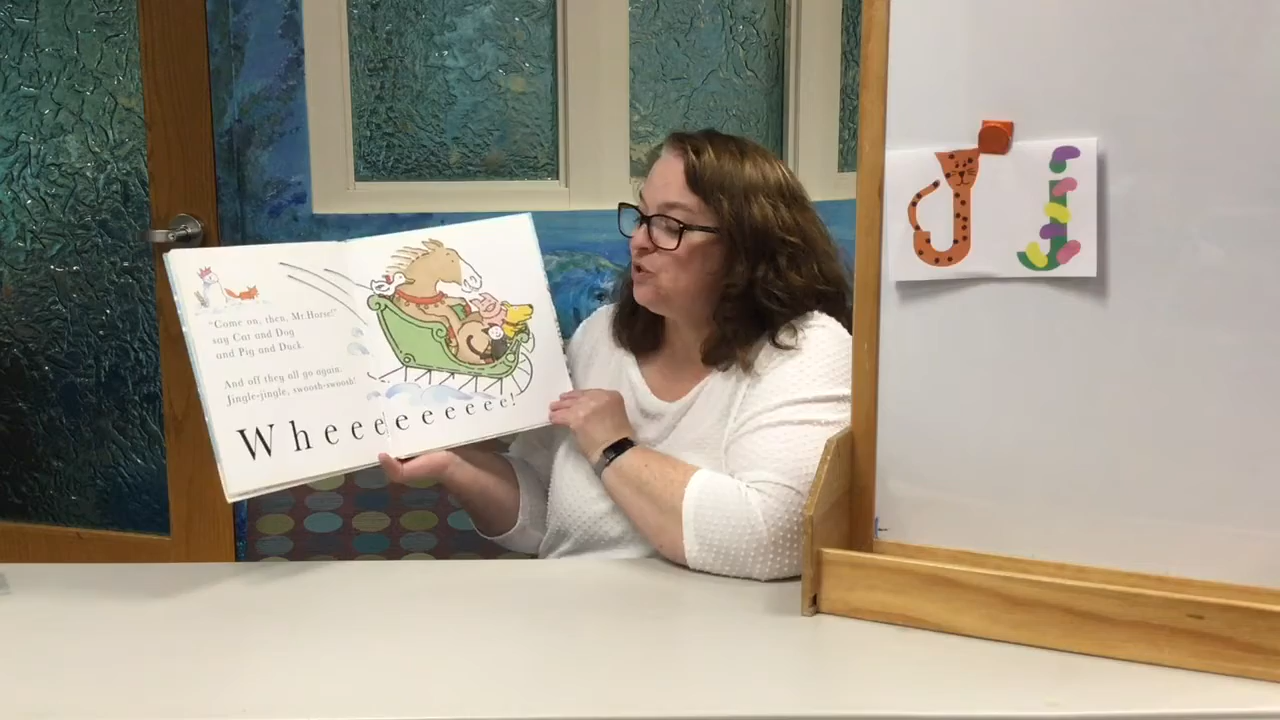 "Come on, then, Mr Horse!"
say Cat and Dog
and Pig and Duck.
And off they all go again.
Jingle-jingle, swoosh-swoosh!
Wheeeeeeeee!
J j